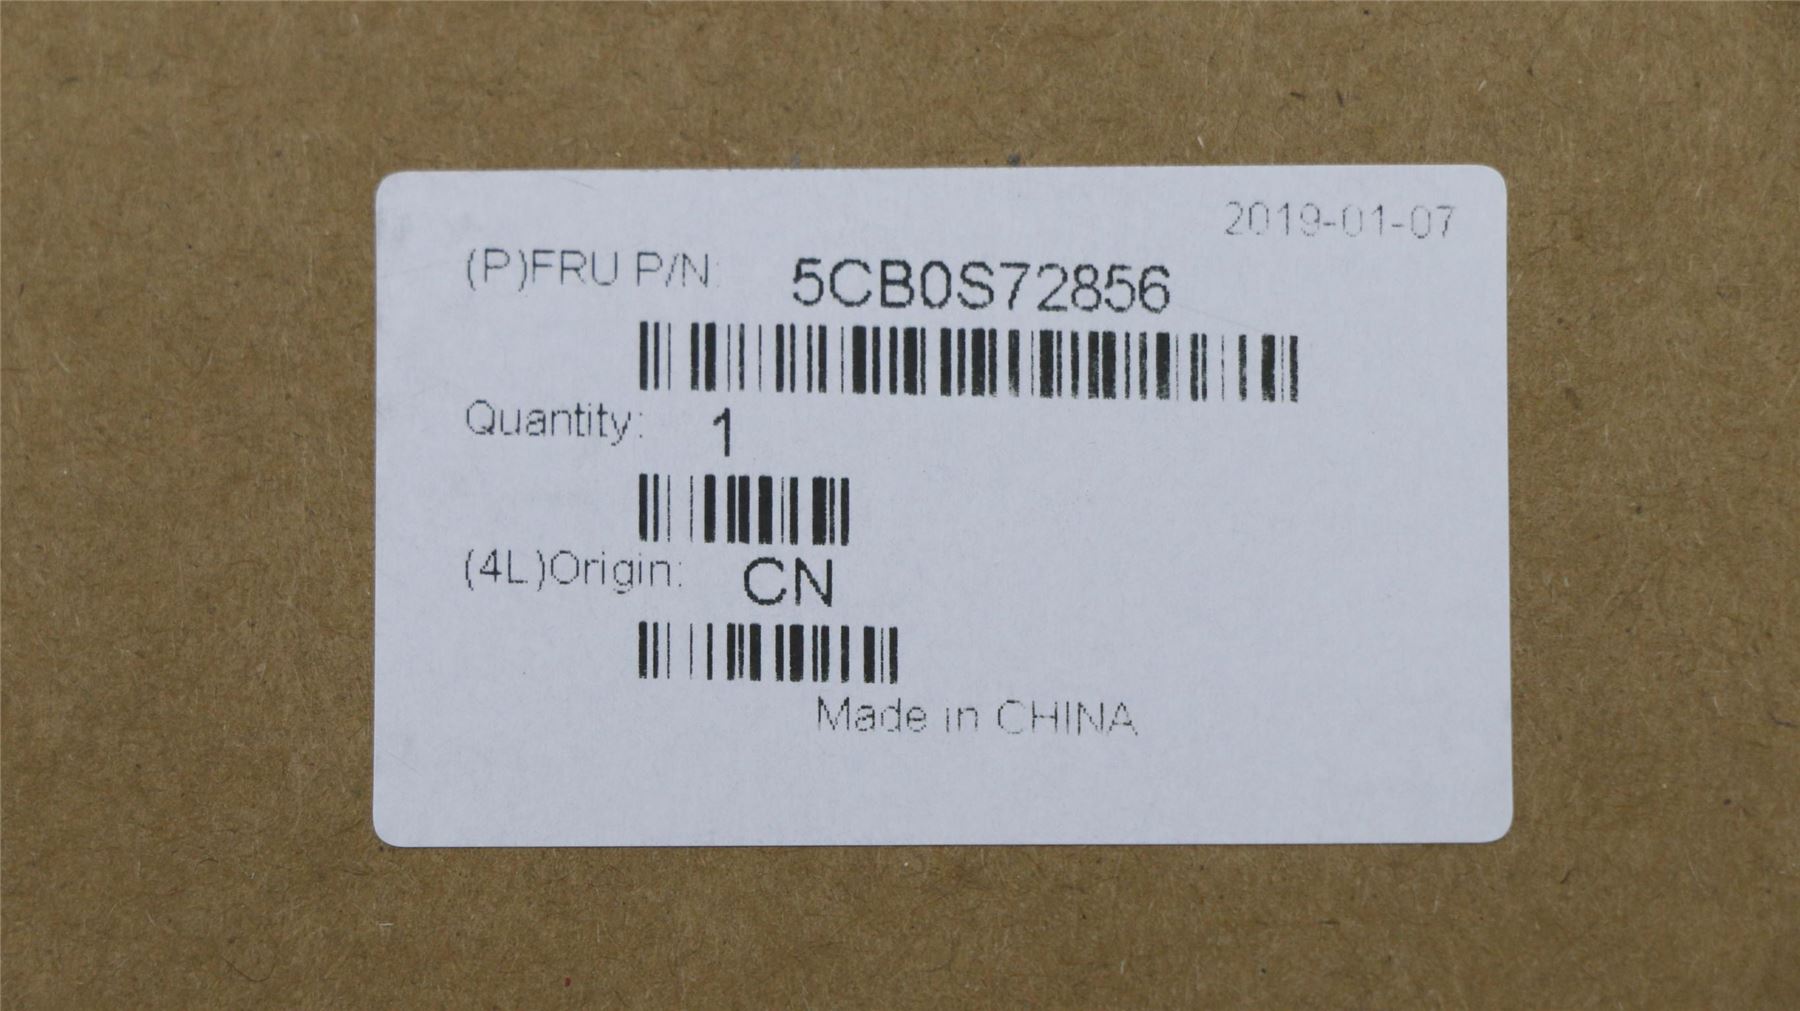 2019-01-07
(P)FRU P/N: 5CB0S72856
Quantity: 1
(4L)Origin: CN
Made in CHINA